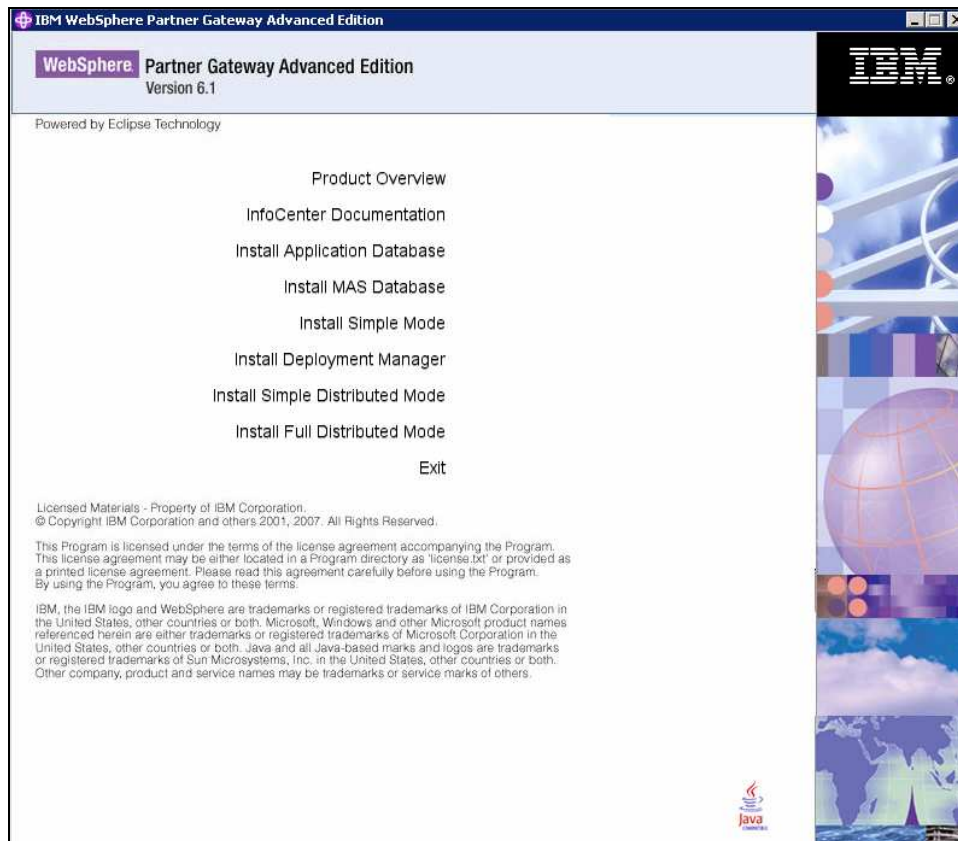 IBM WebSphere Partner Gateway Advanced Edition
WebSphere. Partner Gateway Advanced Edition
Version 6.1
IBM®
Powered by Eclipse Technology
Product Overview
InfoCenter Documentation
Install Application Database
Install MAS Database
Install Simple Mode
Install Deployment Manager
Install Simple Distributed Mode
Install Full Distributed Mode
Exit
Licensed Materials - Property of IBM Corporation.
© Copyright IBM Corporation and others 2001, 2007. All Rights Reserved.
This Program is licensed under the terms of the license agreement accompanying the Program.
This license agreement may be either located in a Program directory as 'license.txt' or provided as
a printed license agreement. Please read this agreement carefully before using the Program.
By using the Program, you agree to these terms.
IBM, the IBM logo and WebSphere are trademarks or registered trademarks of IBM Corporation in
the United States, other countries or both. Microsoft, Windows and other Microsoft product names
referenced herein are either trademarks or registered trademarks of Microsoft Corporation in the
United States, other countries or both. Java and all Java-based marks and logos are trademarks
or registered trademarks of Sun Microsystems, Inc. in the United States, other countries or both.
Other company, product and service names may be trademarks or service marks of others.
Java